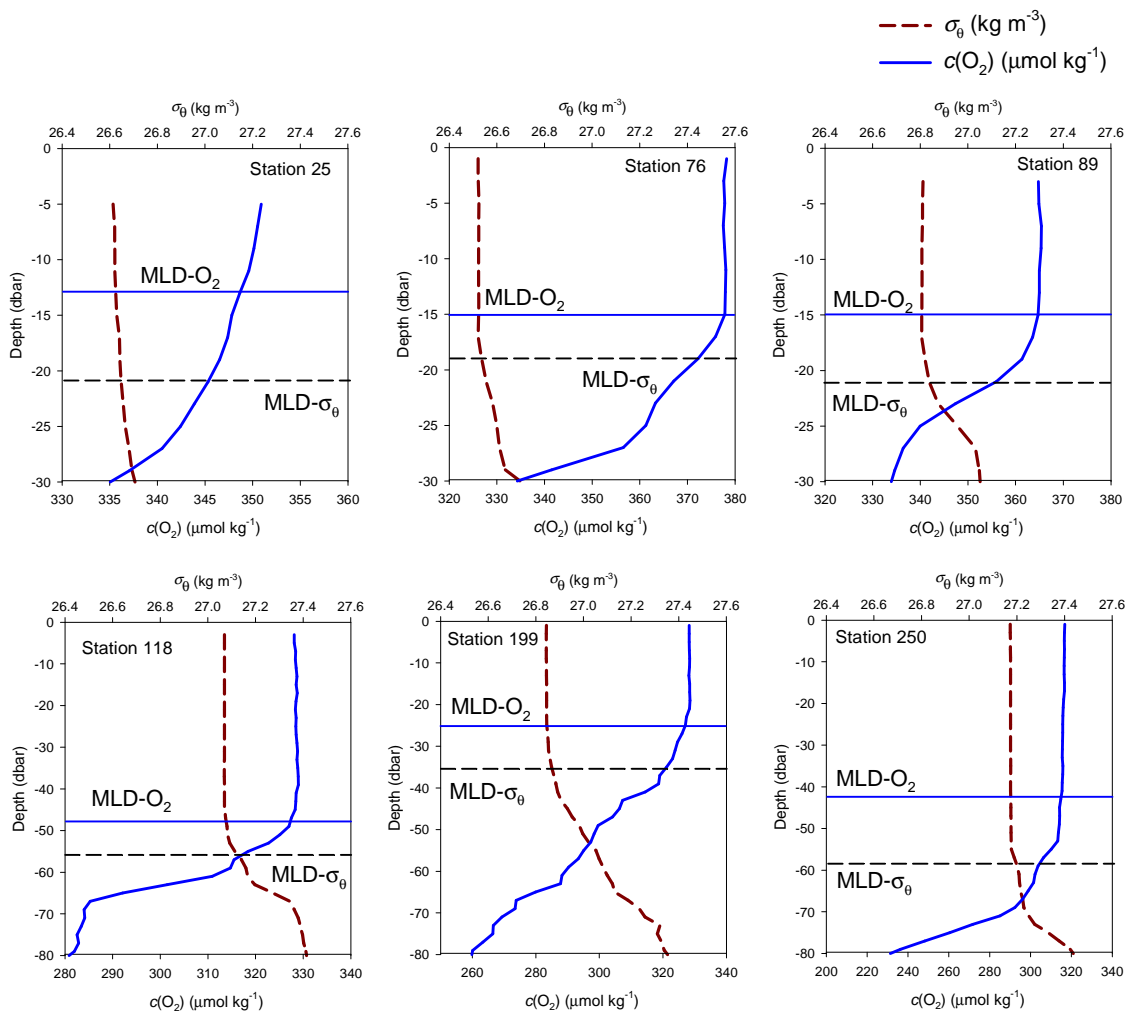 σθ (kg m-3)
c(O2) (μmol kg-1)
σθ (kg m-3)
26.4 26.6 26.8 27.0 27.2 27.4 27.6
Station 25
0
-5
-10
-15
-20
-25
-30
Depth (dbar)
MLD-O2
MLD-σθ
330 335 340 345 350 355 360
c(O2) (μmol kg-1)
σθ (kg m-3)
26.4 26.6 26.8 27.0 27.2 27.4 27.6
Station 76
0
-5
-10
-15
-20
-25
-30
Depth (dbar)
MLD-O2
MLD-σθ
320 330 340 350 360 370 380
c(O2) (μmol kg-1)
σθ (kg m-3)
26.4 26.6 26.8 27.0 27.2 27.4 27.6
Station 89
0
-5
-10
-15
-20
-25
-30
Depth (dbar)
MLD-O2
MLD-σθ
320 330 340 350 360 370 380
c(O2) (μmol kg-1)
σθ (kg m-3)
26.4 26.6 26.8 27.0 27.2 27.4 27.6
Station 118
0
-10
-20
-30
-40
-50
-60
-70
-80
Depth (dbar)
MLD-O2
MLD-σθ
280 290 300 310 320 330 340
c(O2) (μmol kg-1)
σθ (kg m-3)
26.4 26.6 26.8 27.0 27.2 27.4 27.6
Station 199
0
-10
-20
-30
-40
-50
-60
-70
-80
Depth (dbar)
MLD-O2
MLD-σθ
260 280 300 320 340
c(O2) (μmol kg-1)
σθ (kg m-3)
26.4 26.6 26.8 27.0 27.2 27.4 27.6
Station 250
0
-10
-20
-30
-40
-50
-60
-70
-80
Depth (dbar)
MLD-O2
MLD-σθ
200 220 240 260 280 300 320 340
c(O2) (μmol kg-1)